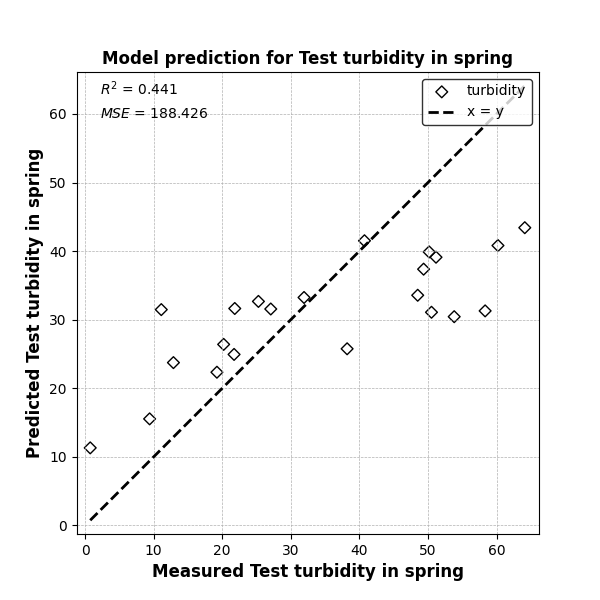 Model prediction for Test turbidity in spring
R² = 0.441
MSE = 188.426
turbidity
x = y
Predicted Test turbidity in spring
60
50
40
30
20
10
0
0 10 20 30 40 50 60
Measured Test turbidity in spring